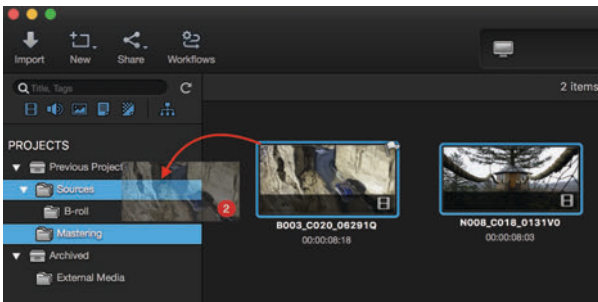 Import New Share Workflows
Title, Tags
2 items
PROJECTS
Previous Project
Sources
2
B-roll
Mastering
B003_C020_06291Q
N008_C018_0131V0
00:00:08:18
00:00:08:03
Archived
External Media